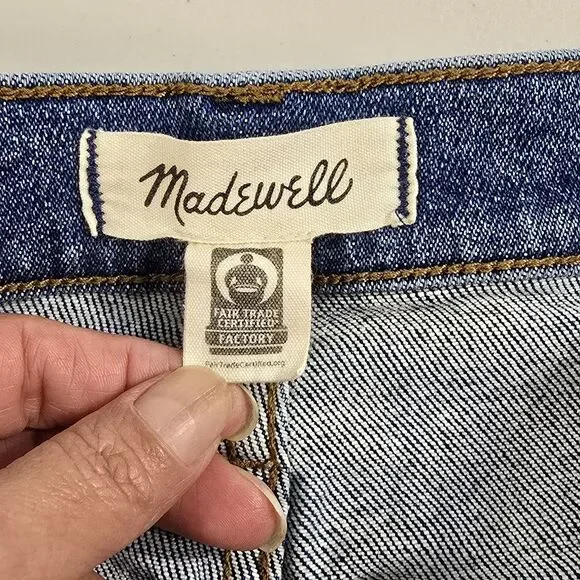 Madewell
FAIR TRADE
CERTIFIED
FACTORY
FairTradeCertified.org